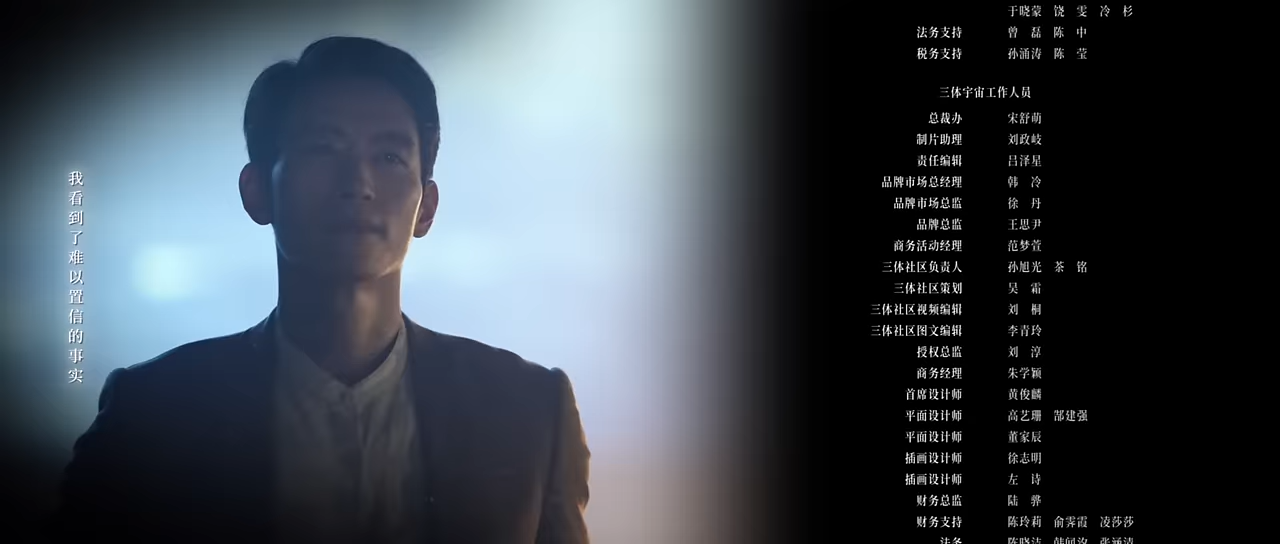 我看到了难以置信的事实
于晓蒙 饶 雯 冷 杉
法务支持 曾 磊 陈 中
税务支持 孙涌涛 陈 莹
三体宇宙工作人员
总裁办 宋舒萌
制片助理 刘政岐
责任编辑 吕泽星
品牌市场总经理 韩 冷
品牌市场总监 徐 丹
品牌总监 王思尹
商务活动经理 范梦萱
三体社区负责人 孙旭光 茶 铭
三体社区策划 吴 霜
三体社区视频编辑 刘 桐
三体社区图文编辑 李青玲
授权总监 刘 淳
商务经理 朱学颖
首席设计师 黄俊麟
平面设计师 高艺珊 郜建强
平面设计师 董家辰
插画设计师 徐志明
插画设计师 左 诗
财务总监 陆 骅
财务支持 陈玲莉 俞霁霞 凌莎莎
法务